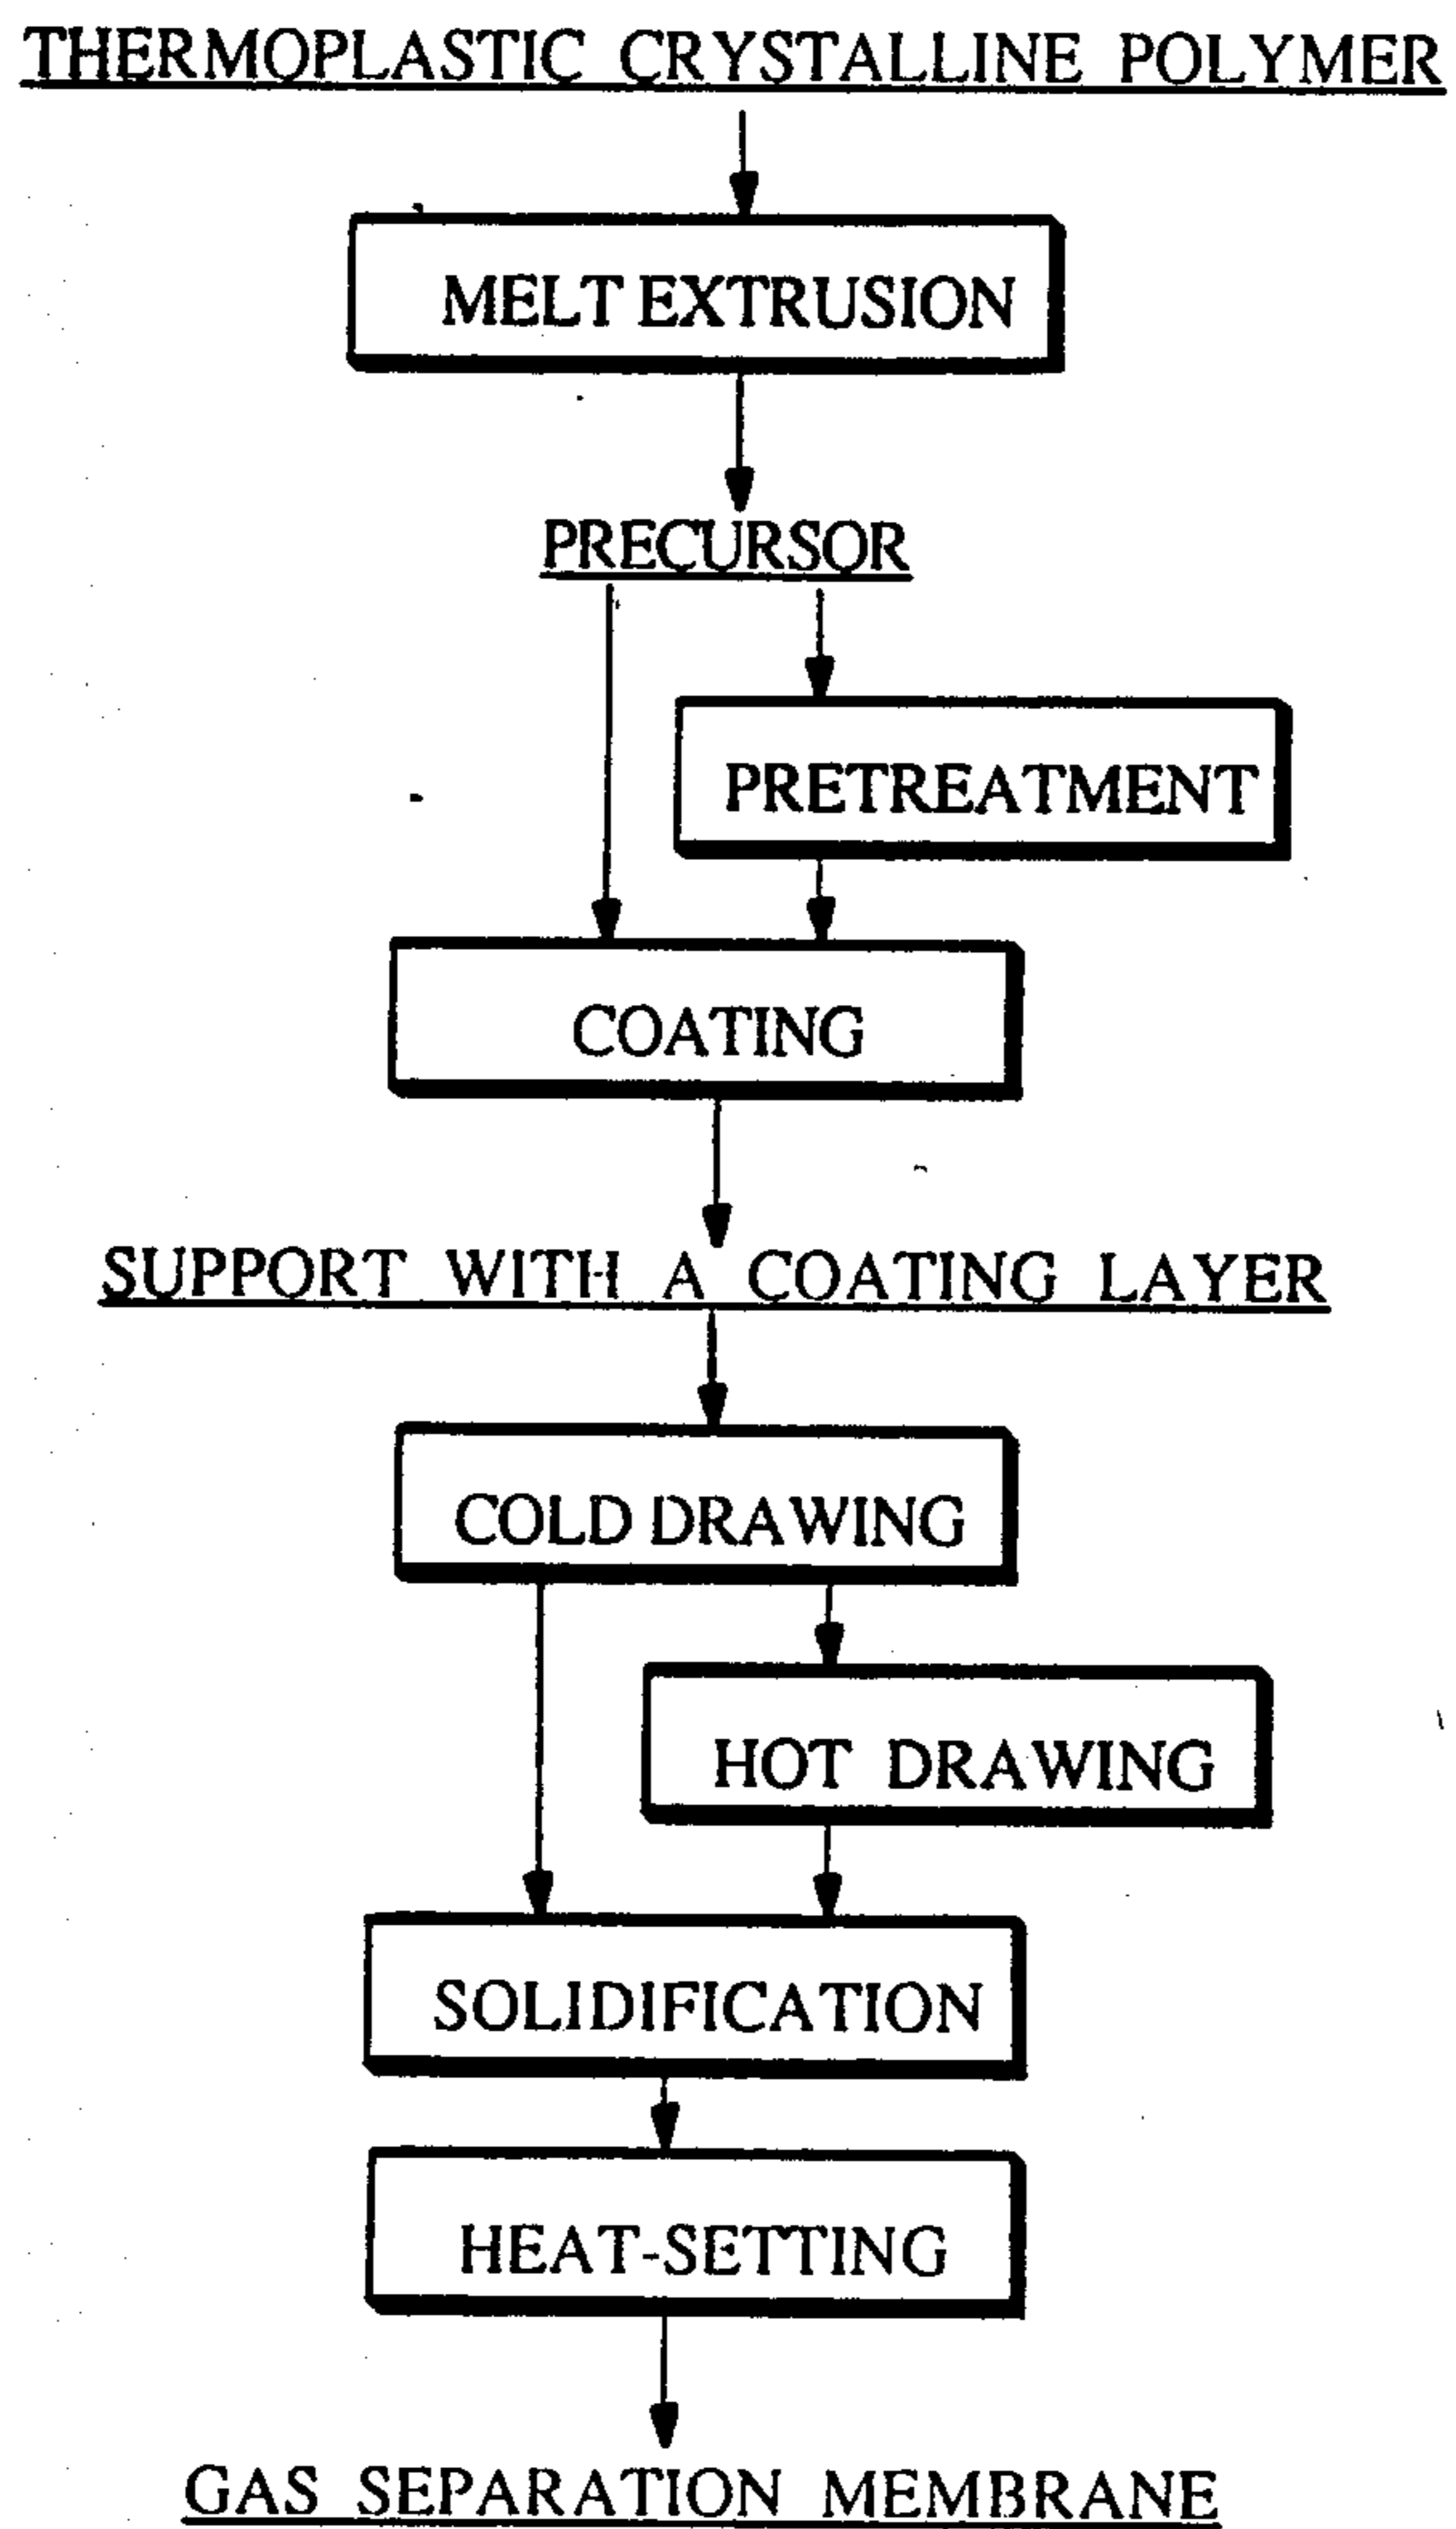 THERMOPLASTIC CRYSTALLINE POLYMER
MELT EXTRUSION
PRECURSOR
PRETREATMENT
COATING
SUPPORT WITH A COATING LAYER
COLD DRAWING
HOT DRAWING
SOLIDIFICATION
HEAT-SETTING
GAS SEPARATION MEMBRANE